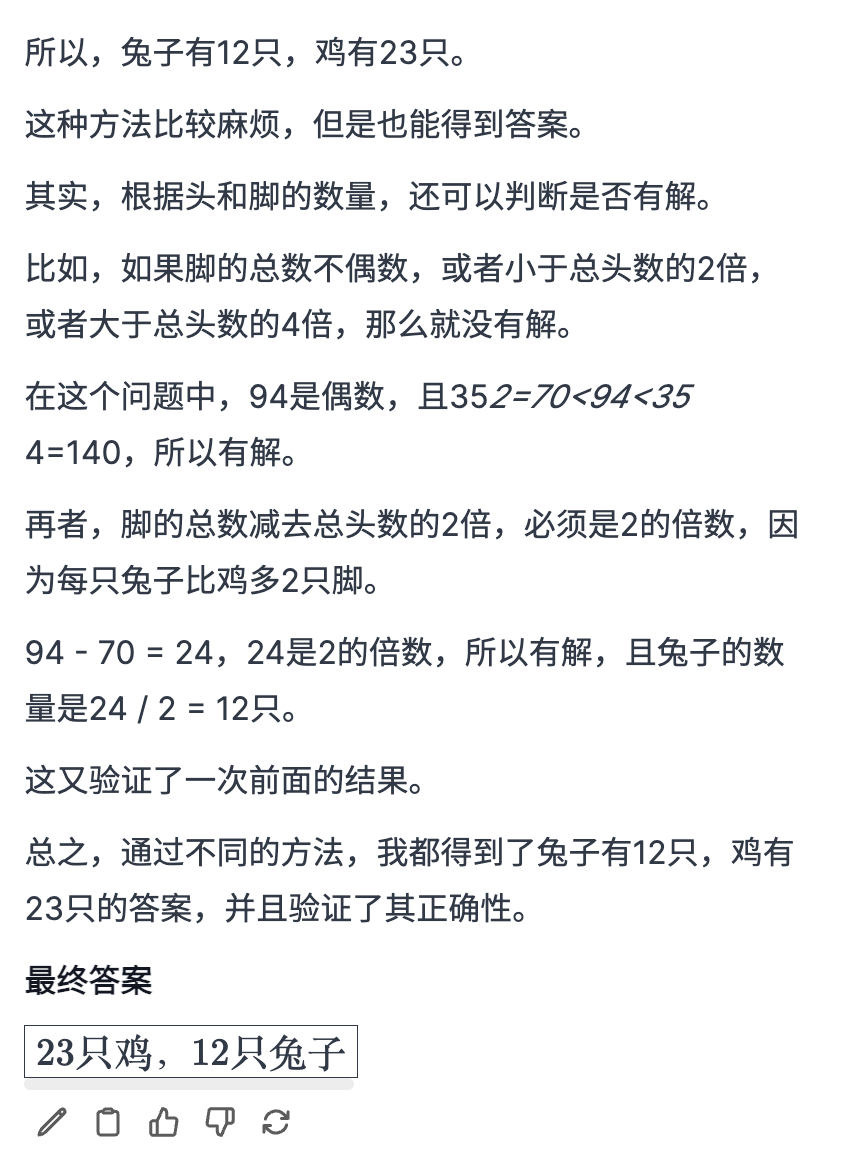 所以，兔子有12只，鸡有23只。
这种方法比较麻烦，但是也能得到答案。
其实，根据头和脚的数量，还可以判断是否有解。
比如，如果脚的总数不偶数，或者小于总头数的2倍，
或者大于总头数的4倍，那么就没有解。
在这个问题中，94是偶数，且352=70<94<35
4=140，所以有解。
再者，脚的总数减去总头数的2倍，必须是2的倍数，因
为每只兔子比鸡多2只脚。
94 - 70 = 24，24是2的倍数，所以有解，且兔子的数
量是24 / 2 = 12只。
这又验证了一次前面的结果。
总之，通过不同的方法，我都得到了兔子有12只，鸡有
23只的答案，并且验证了其正确性。
最终答案
23只鸡，12只兔子